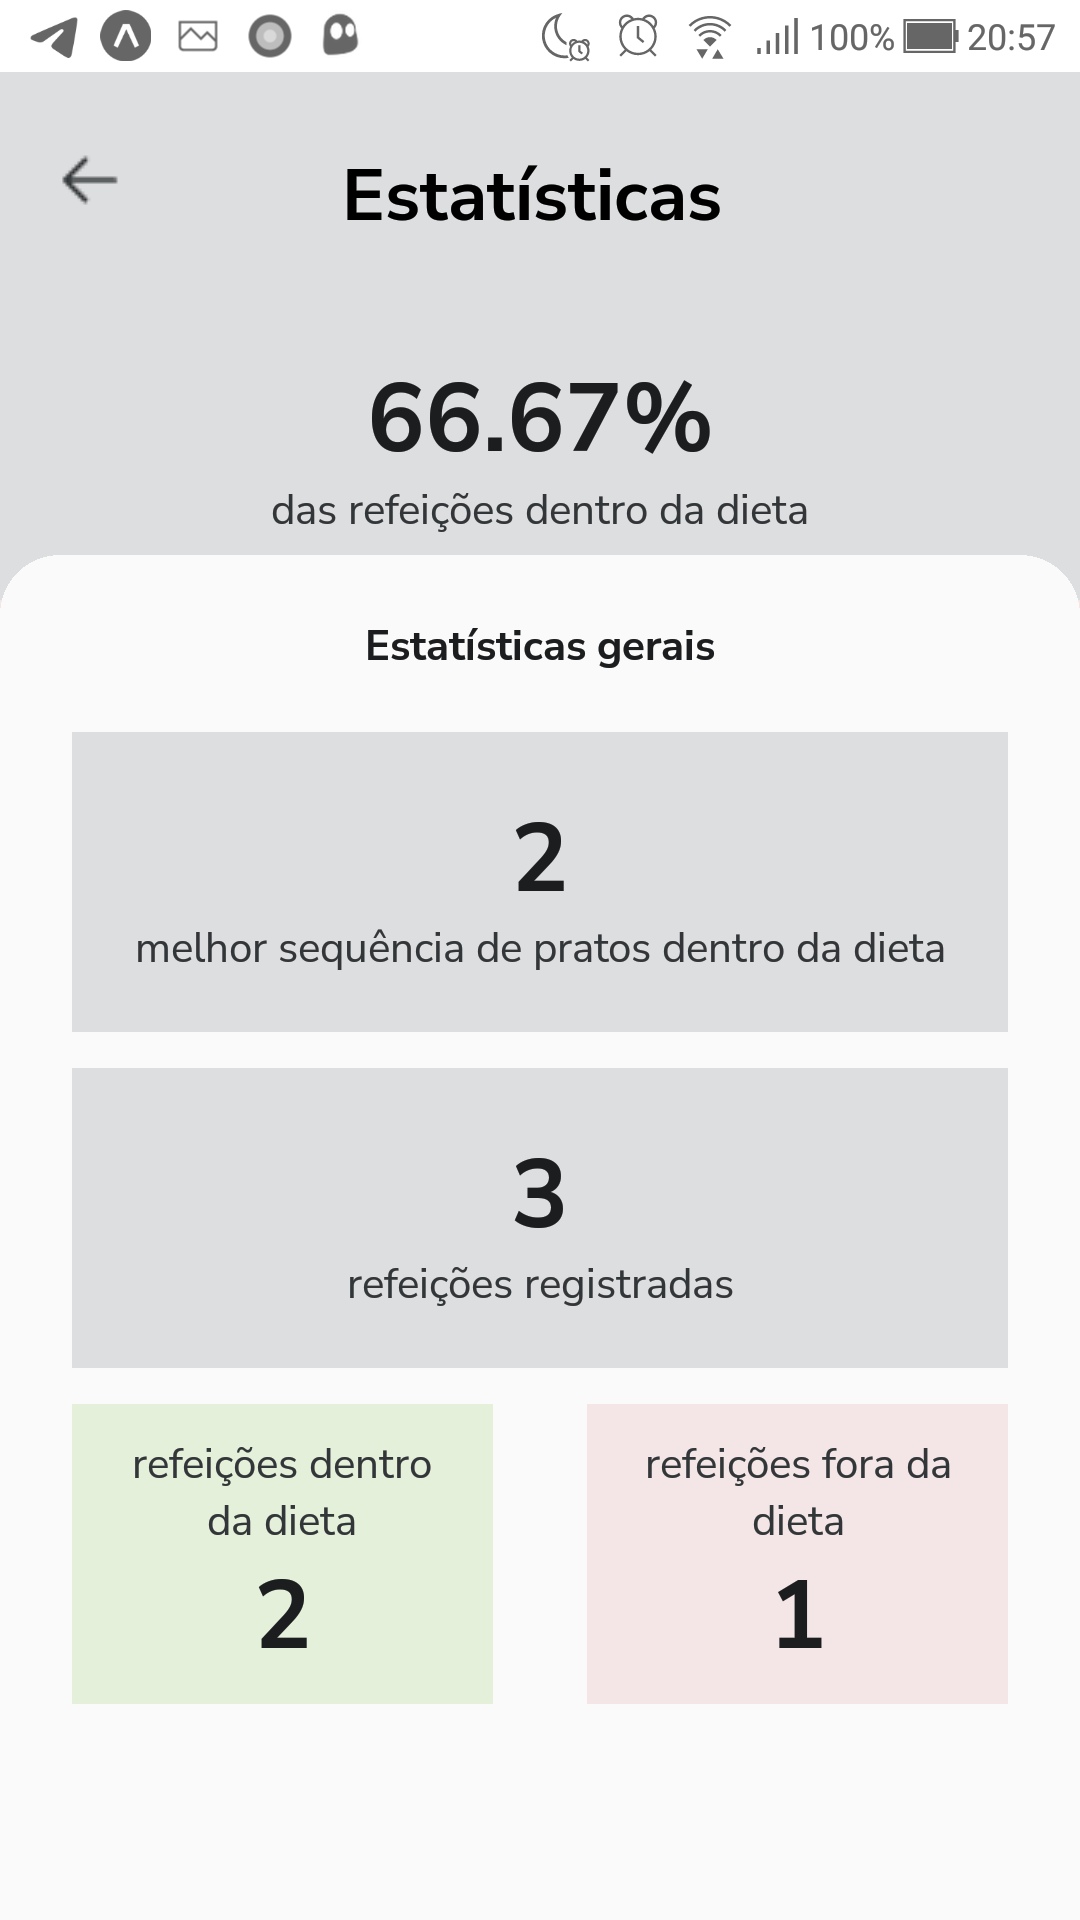 100% 20:57
Estatísticas
66.67%
das refeições dentro da dieta
Estatísticas gerais
2
melhor sequência de pratos dentro da dieta
3
refeições registradas
refeições dentro
da dieta
2
refeições fora da
dieta
1